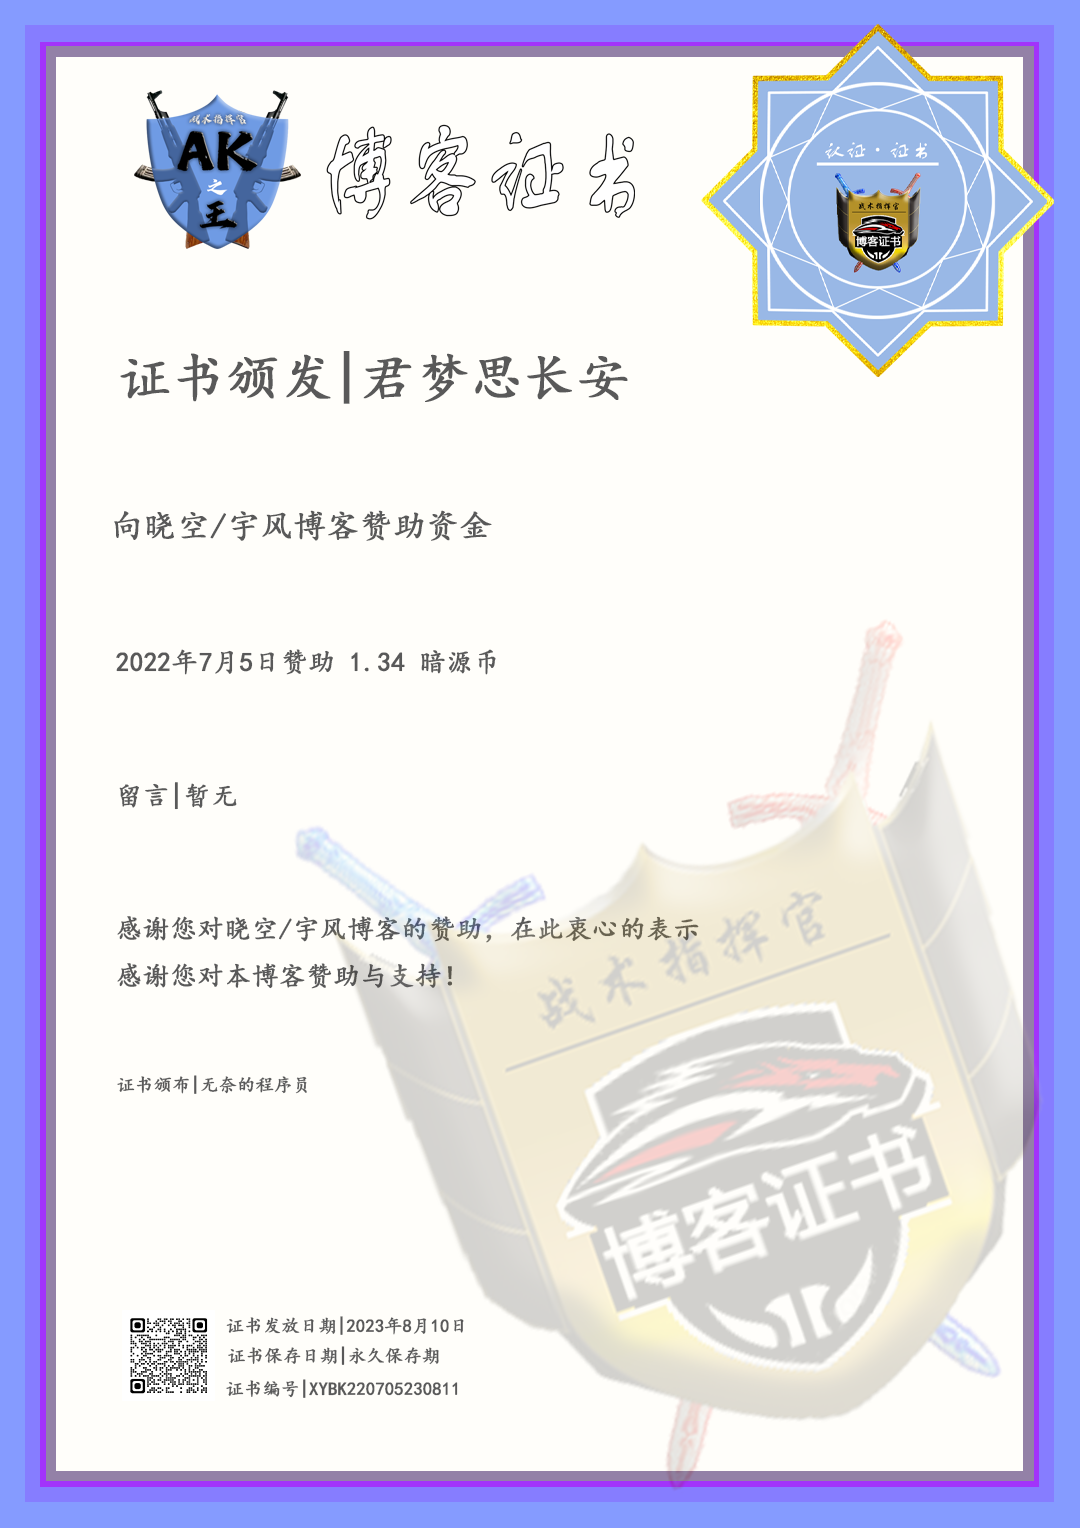 战术指挥官
AK
之
王
博客证书
认证·证书
战术指挥官
博客证书
证书颁发|君梦思长安
向晓空/宇风博客赞助资金
2022年7月5日赞助 1.34 暗源币
留言|暂无
感谢您对晓空/宇风博客的赞助，在此衷心的表示
感谢您对本博客赞助与支持！
战术指挥官
博客证书
证书颁布|无奈的程序员
证书发放日期|2023年8月10日
证书保存日期|永久保存期
证书编号|XYBK220705230811